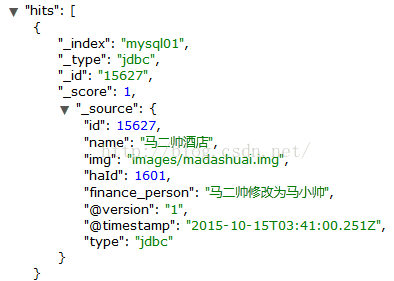 ▼ "hits": [
{
"_index": "mysql01",
"_type": "jdbc",
"_id": "15627",
"_score": 1,
▼ "_source": {
"id": 15627,
"name": "马二帅酒店",
"img": "images/madashuai.img",
"haId": 1601,
"finance_person": "马二帅修改为马小帅",
"@version": "1",
"@timestamp": "2015-10-15T03:41:00.251Z",
"type": "jdbc"
}
}
http://blog.csdn.net/